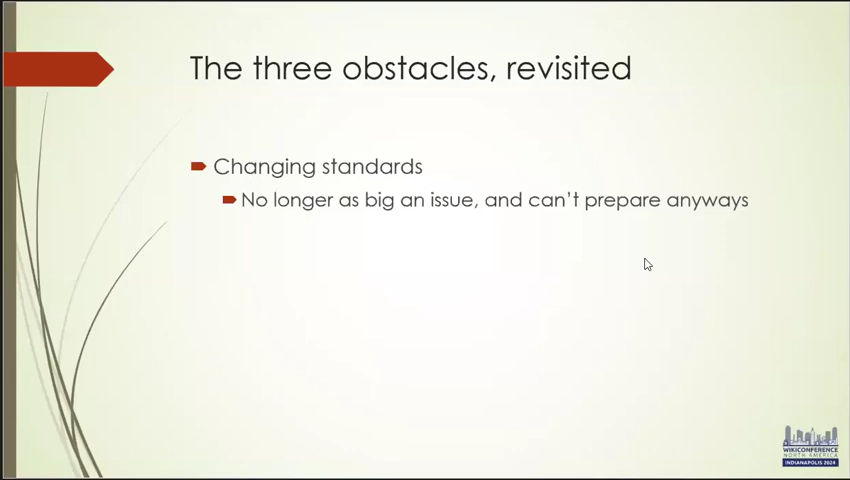 The three obstacles, revisited
Changing standards
No longer as big an issue, and can't prepare anyways
WIKICONFERENCE
NORTH AMERICA
INDIANAPOLIS 2024